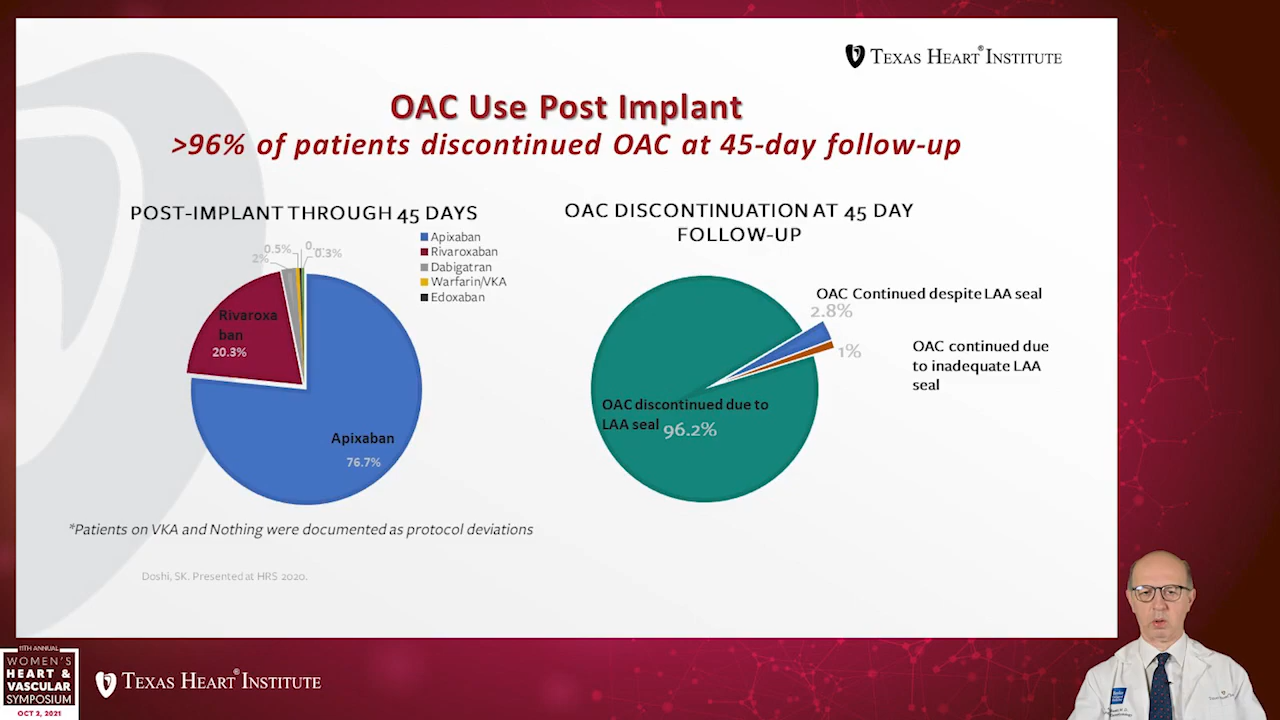 TEXAS HEART® INSTITUTE
OAC Use Post Implant
>96% of patients discontinued OAC at 45-day follow-up
POST-IMPLANT THROUGH 45 DAYS
Apixaban
Rivaroxaban
Dabigatran
Warfarin/VKA
Edoxaban
2%
0.5%
0...
0.3%
Rivaroxa
ban
20.3%
Apixaban
76.7%
OAC DISCONTINUATION AT 45 DAY
FOLLOW-UP
OAC Continued despite LAA seal
2.8%
1%
OAC continued due
to inadequate LAA
seal
OAC discontinued due to
LAA seal 96.2%
*Patients on VKA and Nothing were documented as protocol deviations
Doshi, SK. Presented at HRS 2020.
11TH ANNUAL
WOMEN'S
HEART &
VASCULAR
SYMPOSIUM
OCT 2, 2021
TEXAS HEART® INSTITUTE